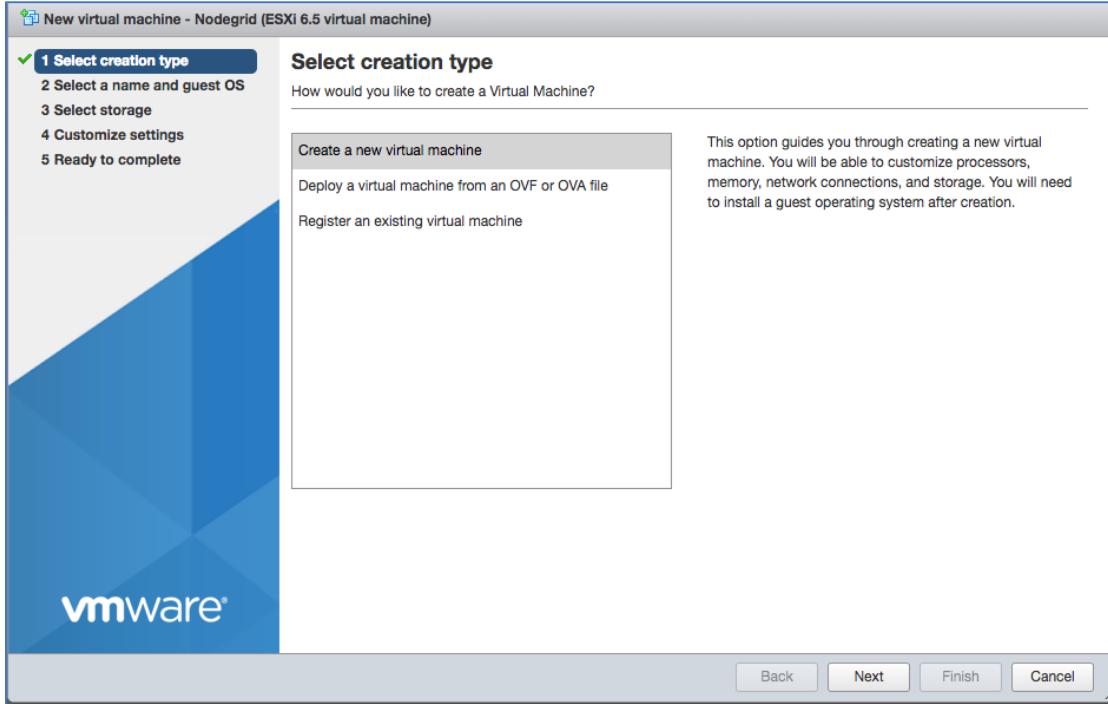 New virtual machine - Nodegrid (ESXi 6.5 virtual machine)
1 Select creation type
2 Select a name and guest OS
3 Select storage
4 Customize settings
5 Ready to complete
Select creation type
How would you like to create a Virtual Machine?
Create a new virtual machine
Deploy a virtual machine from an OVF or OVA file
Register an existing virtual machine
This option guides you through creating a new virtual
machine. You will be able to customize processors,
memory, network connections, and storage. You will need
to install a guest operating system after creation.
vmware®
Back
Next
Finish
Cancel